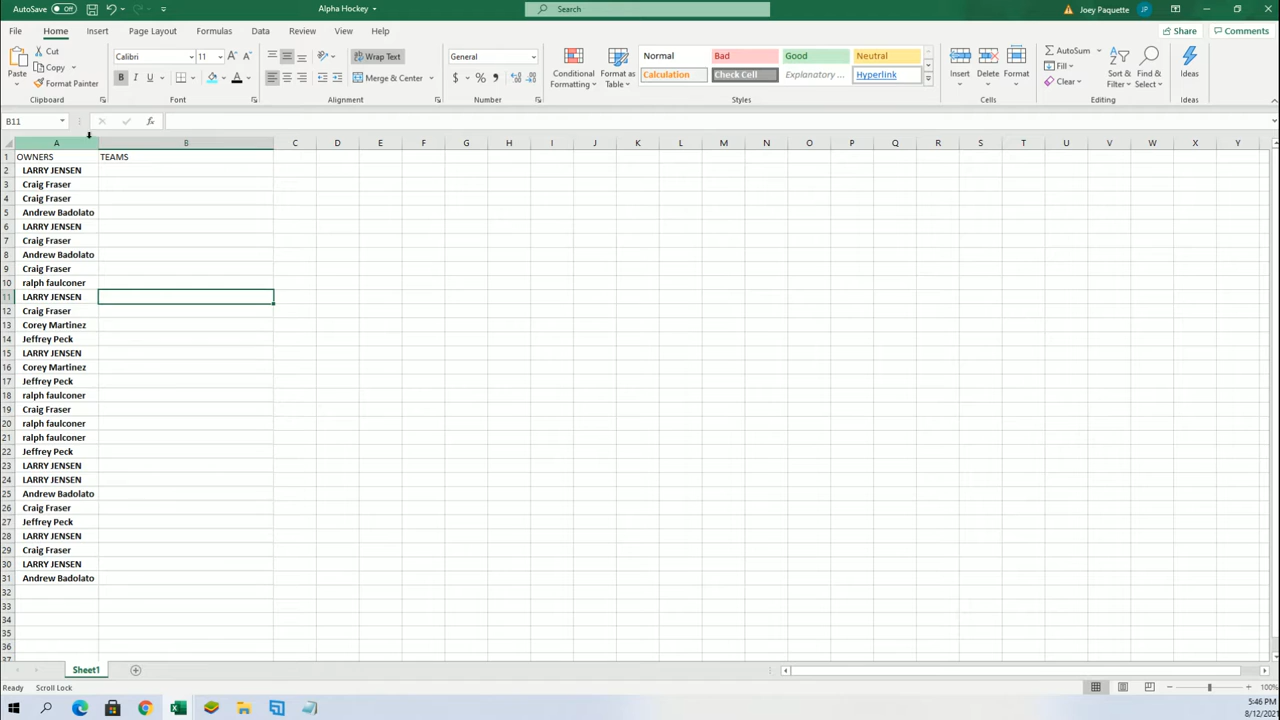 AutoSave Off Alpha Hockey Search Joey Paquette JP
File Home Insert Page Layout Formulas Data Review View Help Share Comments
Cut
Copy
Format Painter
Paste
Clipboard
Calibri 11
B I U
Font
Wrap Text
Merge & Center
Alignment
General
$ % 9
Number
Conditional Formatting
Format as Table
Normal Bad Good Neutral
Calculation Check Cell Explanatory ... Hyperlink
Styles
Insert Delete Format
Cells
AutoSum
Fill
Clear
Sort & Filter
Find & Select
Editing
Ideas
Ideas
B11 fx
A B C D E F G H I J K L M N O P Q R S T U V W X Y
1 OWNERS TEAMS
2 LARRY JENSEN
3 Craig Fraser
4 Craig Fraser
5 Andrew Badolato
6 LARRY JENSEN
7 Craig Fraser
8 Andrew Badolato
9 Craig Fraser
10 ralph faulconer
11 LARRY JENSEN
12 Craig Fraser
13 Corey Martinez
14 Jeffrey Peck
15 LARRY JENSEN
16 Corey Martinez
17 Jeffrey Peck
18 ralph faulconer
19 Craig Fraser
20 ralph faulconer
21 ralph faulconer
22 Jeffrey Peck
23 LARRY JENSEN
24 LARRY JENSEN
25 Andrew Badolato
26 Craig Fraser
27 Jeffrey Peck
28 LARRY JENSEN
29 Craig Fraser
30 LARRY JENSEN
31 Andrew Badolato
32
33
34
35
36
37
Sheet1
Ready Scroll Lock 100%
5:46 PM
8/12/2021